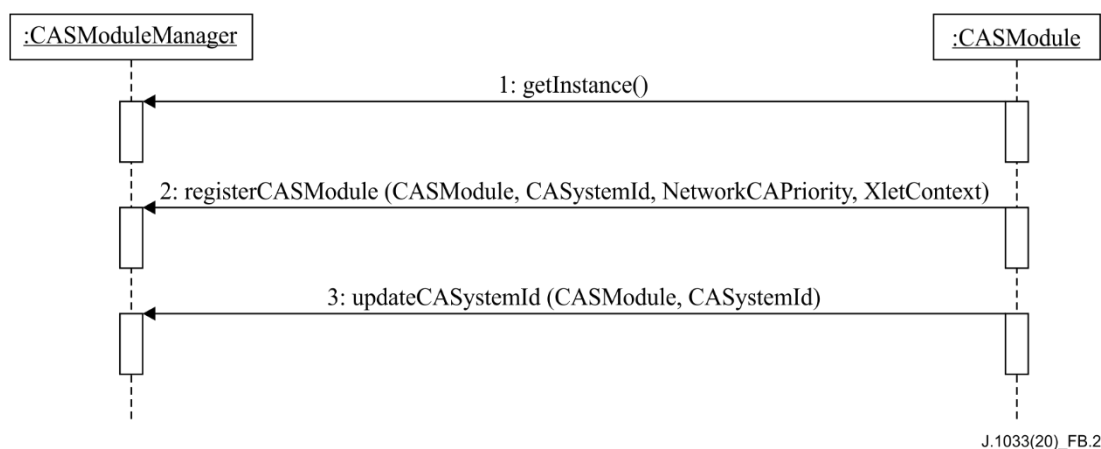 :CASModuleManager
:CASModule
1: getInstance()
2: registerCASModule (CASModule, CASystemId, NetworkCAPriority, XletContext)
3: updateCASystemId (CASModule, CASystemId)
J.1033(20)_FB.2